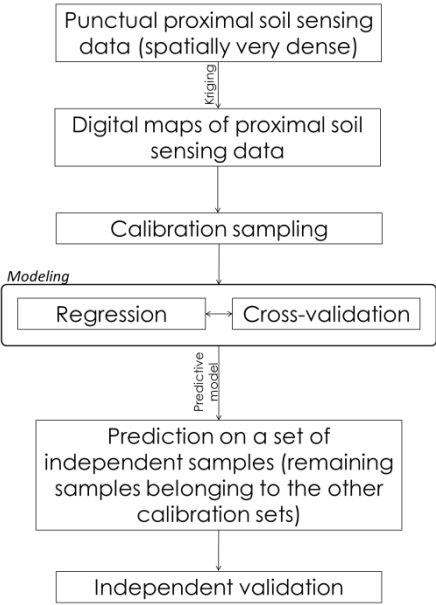 Punctual proximal soil sensing
data (spatially very dense)
Kriging
Digital maps of proximal soil
sensing data
Calibration sampling
Modeling
Regression
Cross-validation
Predictive
model
Prediction on a set of
independent samples (remaining
samples belonging to the other
calibration sets)
Independent validation